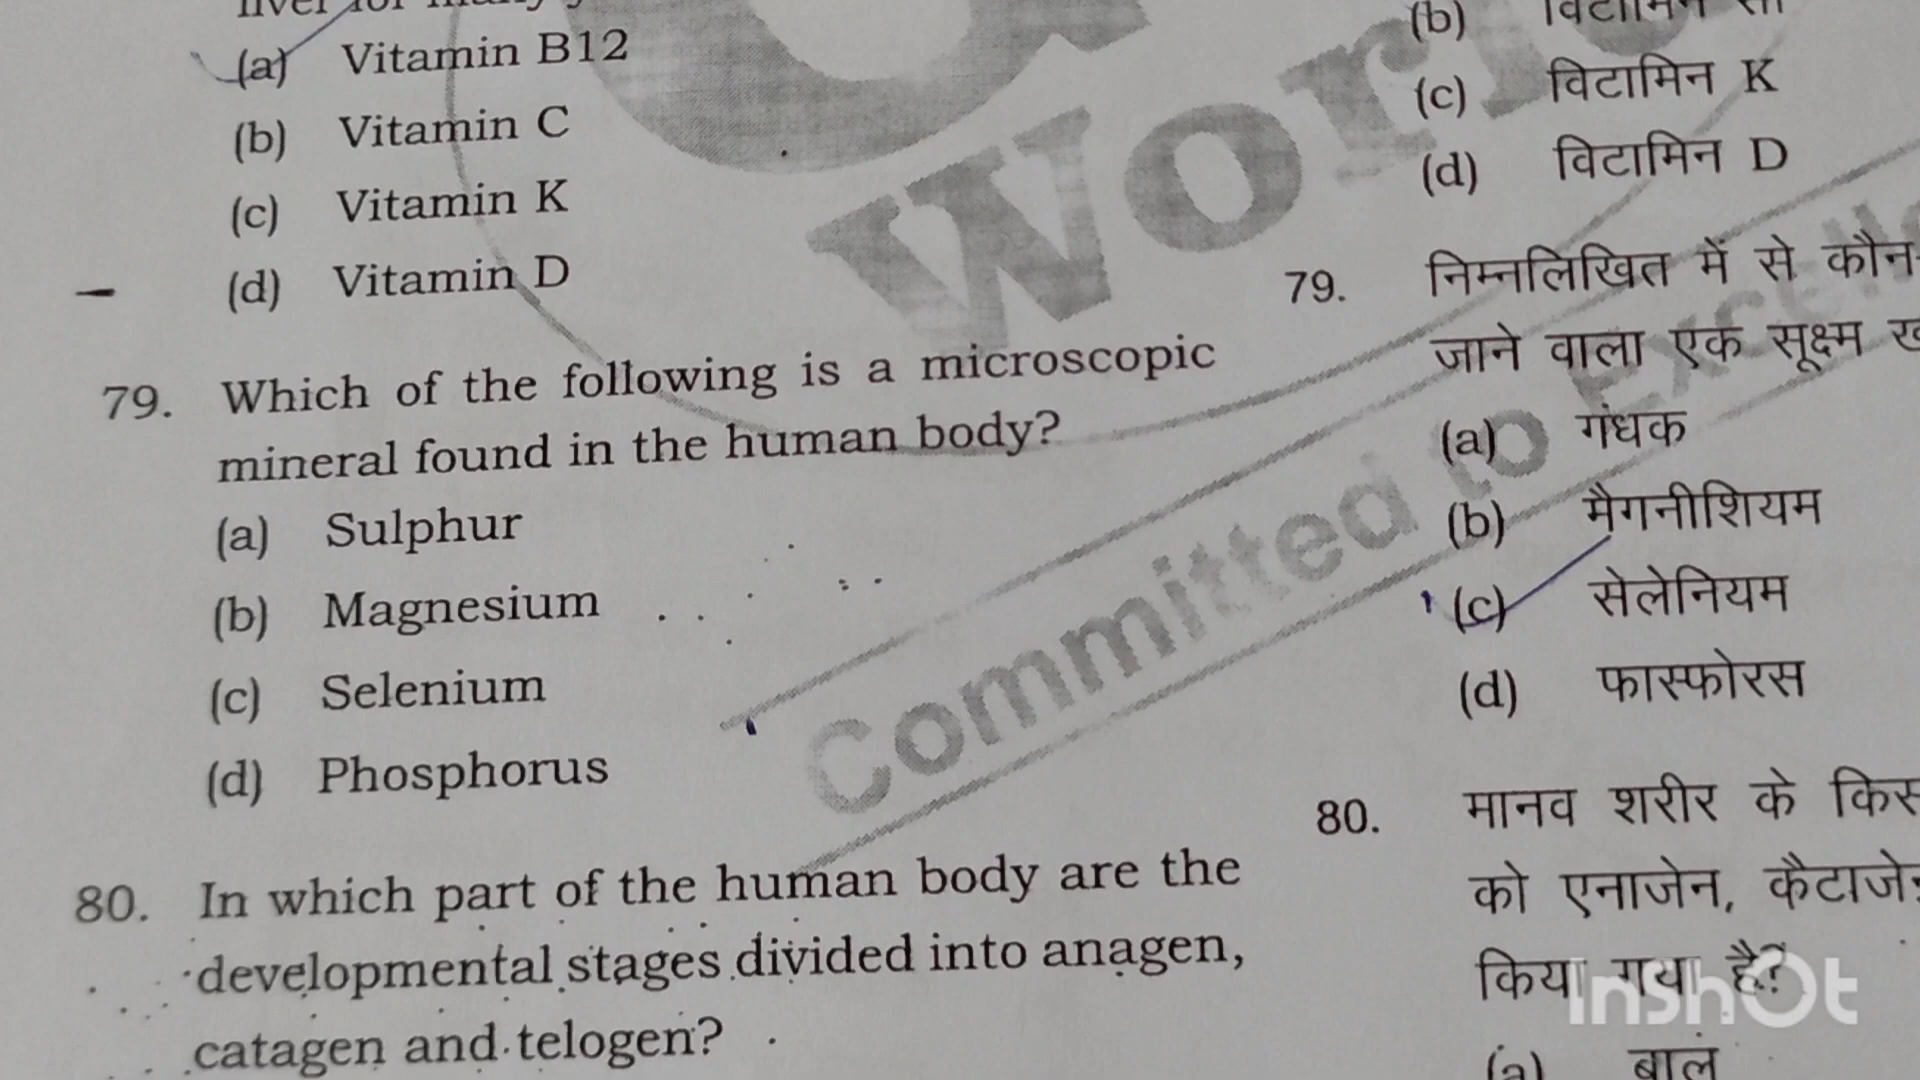 (a) Vitamin B12
(b) Vitamin C
(c) Vitamin K
(d) Vitamin D
79. Which of the following is a microscopic
mineral found in the human body?
(a) Sulphur
(b) Magnesium
(c) Selenium
(d) Phosphorus
80. In which part of the human body are the
developmental stages divided into anagen,
catagen and telogen?
(b) विटामिन
(c) विटामिन K
(d) विटामिन D
79. निम्नलिखित में से कौन-
जाने वाला एक सूक्ष्म
(a) गंधक
(b) मैगनीशियम
(c) सेलेनियम
(d) फास्फोरस
80. मानव शरीर के किस
को एनाजेन,
किया गया है?
(a) बाल
Committed to
InShOt